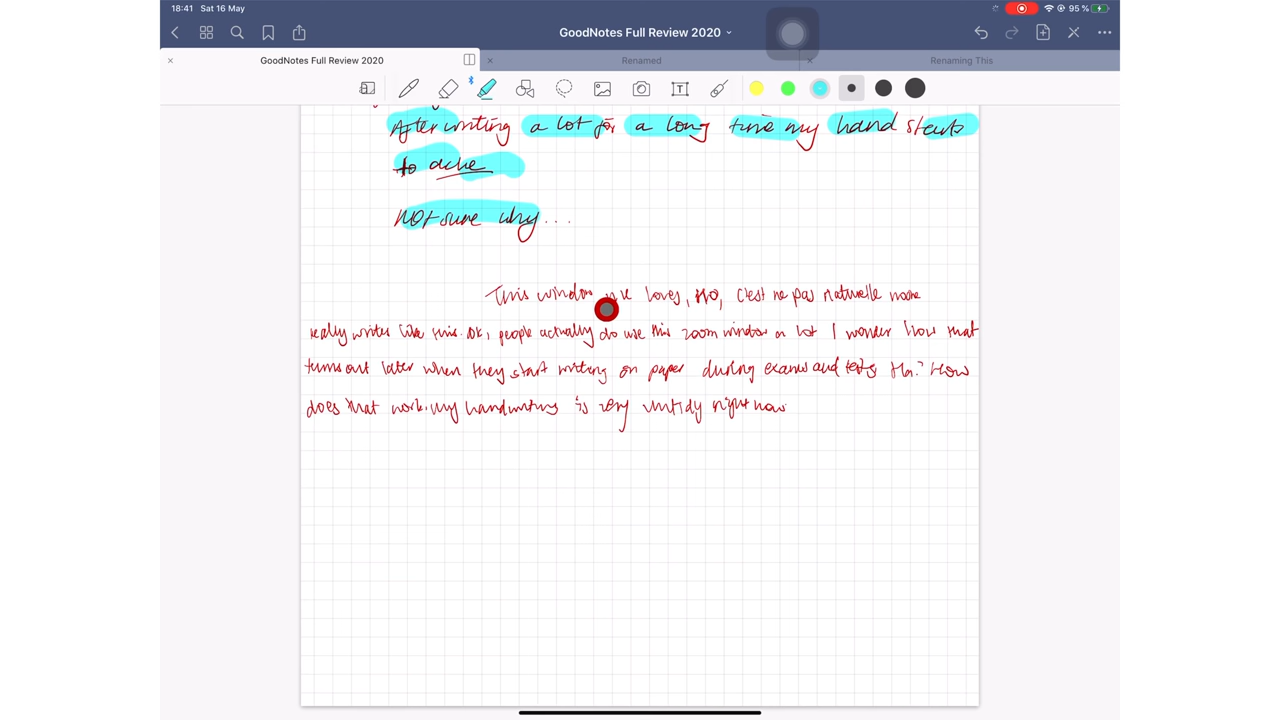 18:41 Sat 16 May
95 %
GoodNotes Full Review 2020
GoodNotes Full Review 2020
Renamed
Renaming This
After writing a lot for a long time my hand starts
to ache
Not sure why...
This window loves, no, c'est ne pas naturelle none
really writes like this. OK, people actually do use this zoom window a lot I wonder how that
turns out later when they start writing on paper during exams and tests Ha? How
does that work. my handwriting is very untidy right now